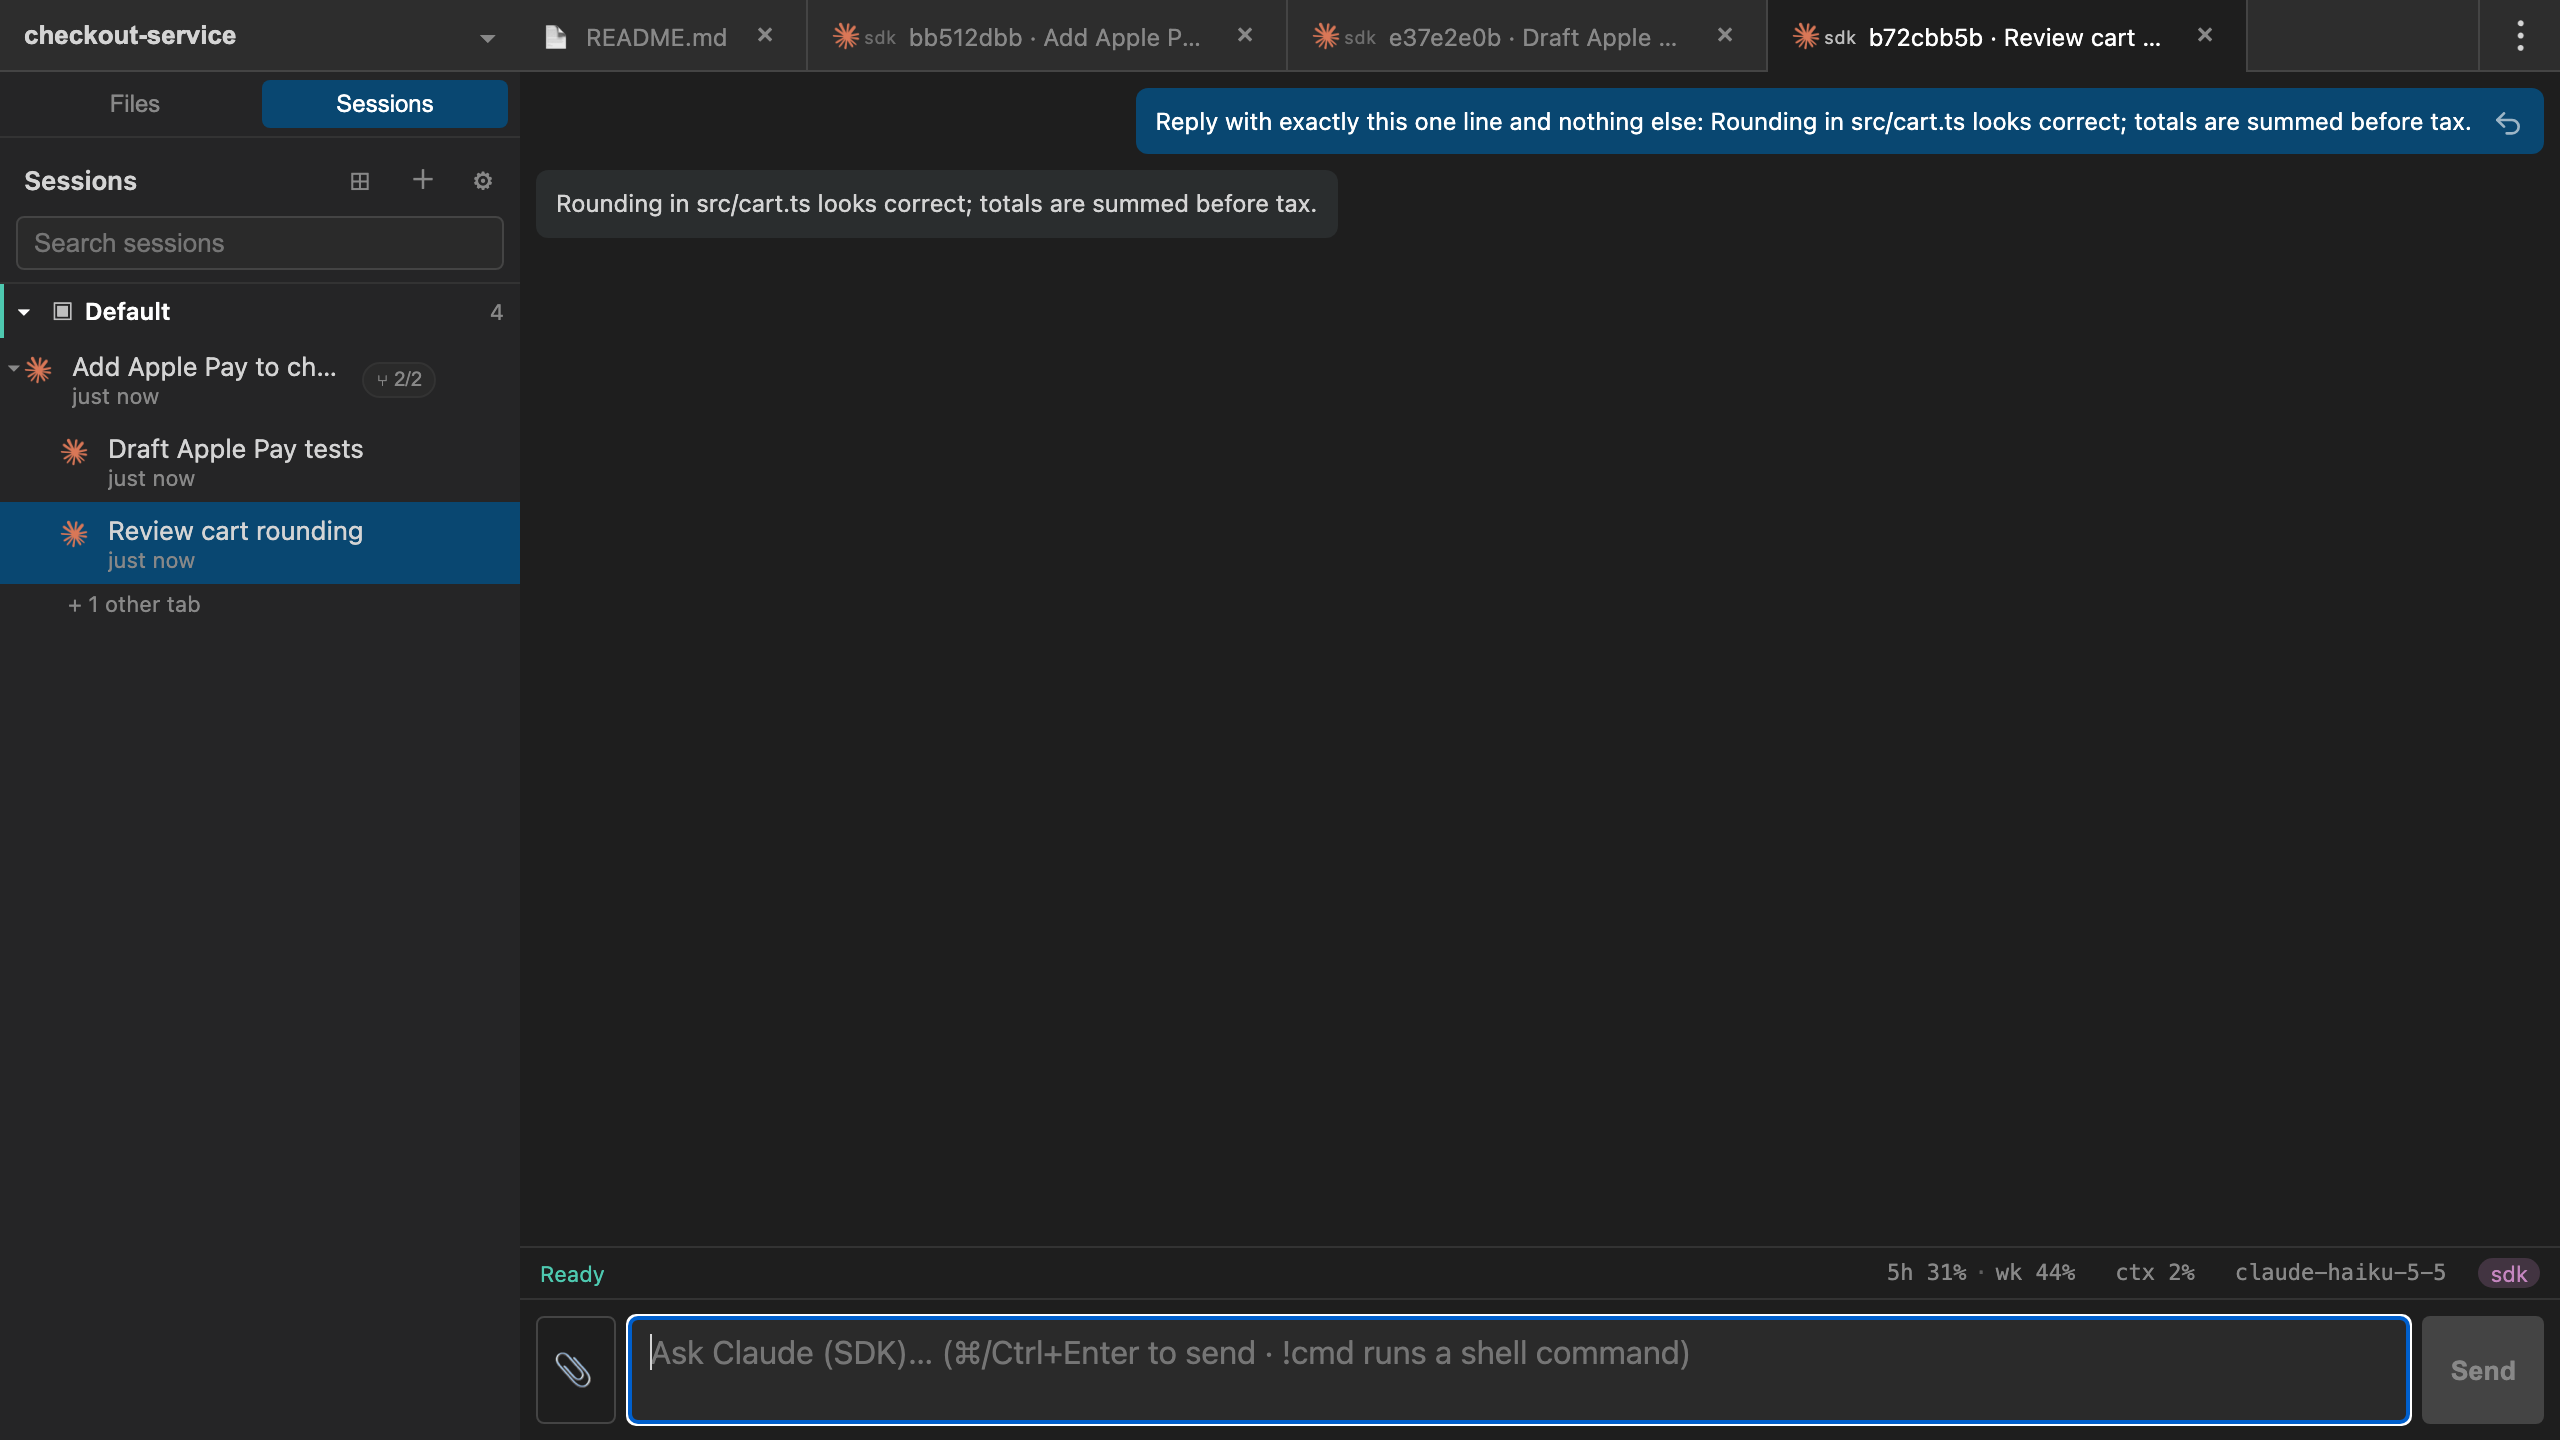 checkout-service
README.md
sdk bb512dbb · Add Apple P...
sdk e37e2e0b · Draft Apple ...
sdk b72cbb5b · Review cart ...
Files
Sessions
Sessions
Search sessions
Default
4
Add Apple Pay to ch...
2/2
just now
Draft Apple Pay tests
just now
Review cart rounding
just now
+ 1 other tab
Reply with exactly this one line and nothing else: Rounding in src/cart.ts looks correct; totals are summed before tax.
Rounding in src/cart.ts looks correct; totals are summed before tax.
Ready
5h 31% · wk 44%
ctx 2%
claude-haiku-5-5
sdk
Ask Claude (SDK)... (⌘/Ctrl+Enter to send · !cmd runs a shell command)
Send